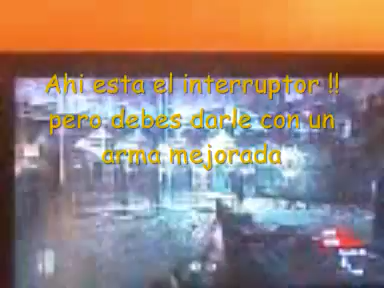 Ahi esta el interruptor !!
pero debes darle con un
arma mejorada